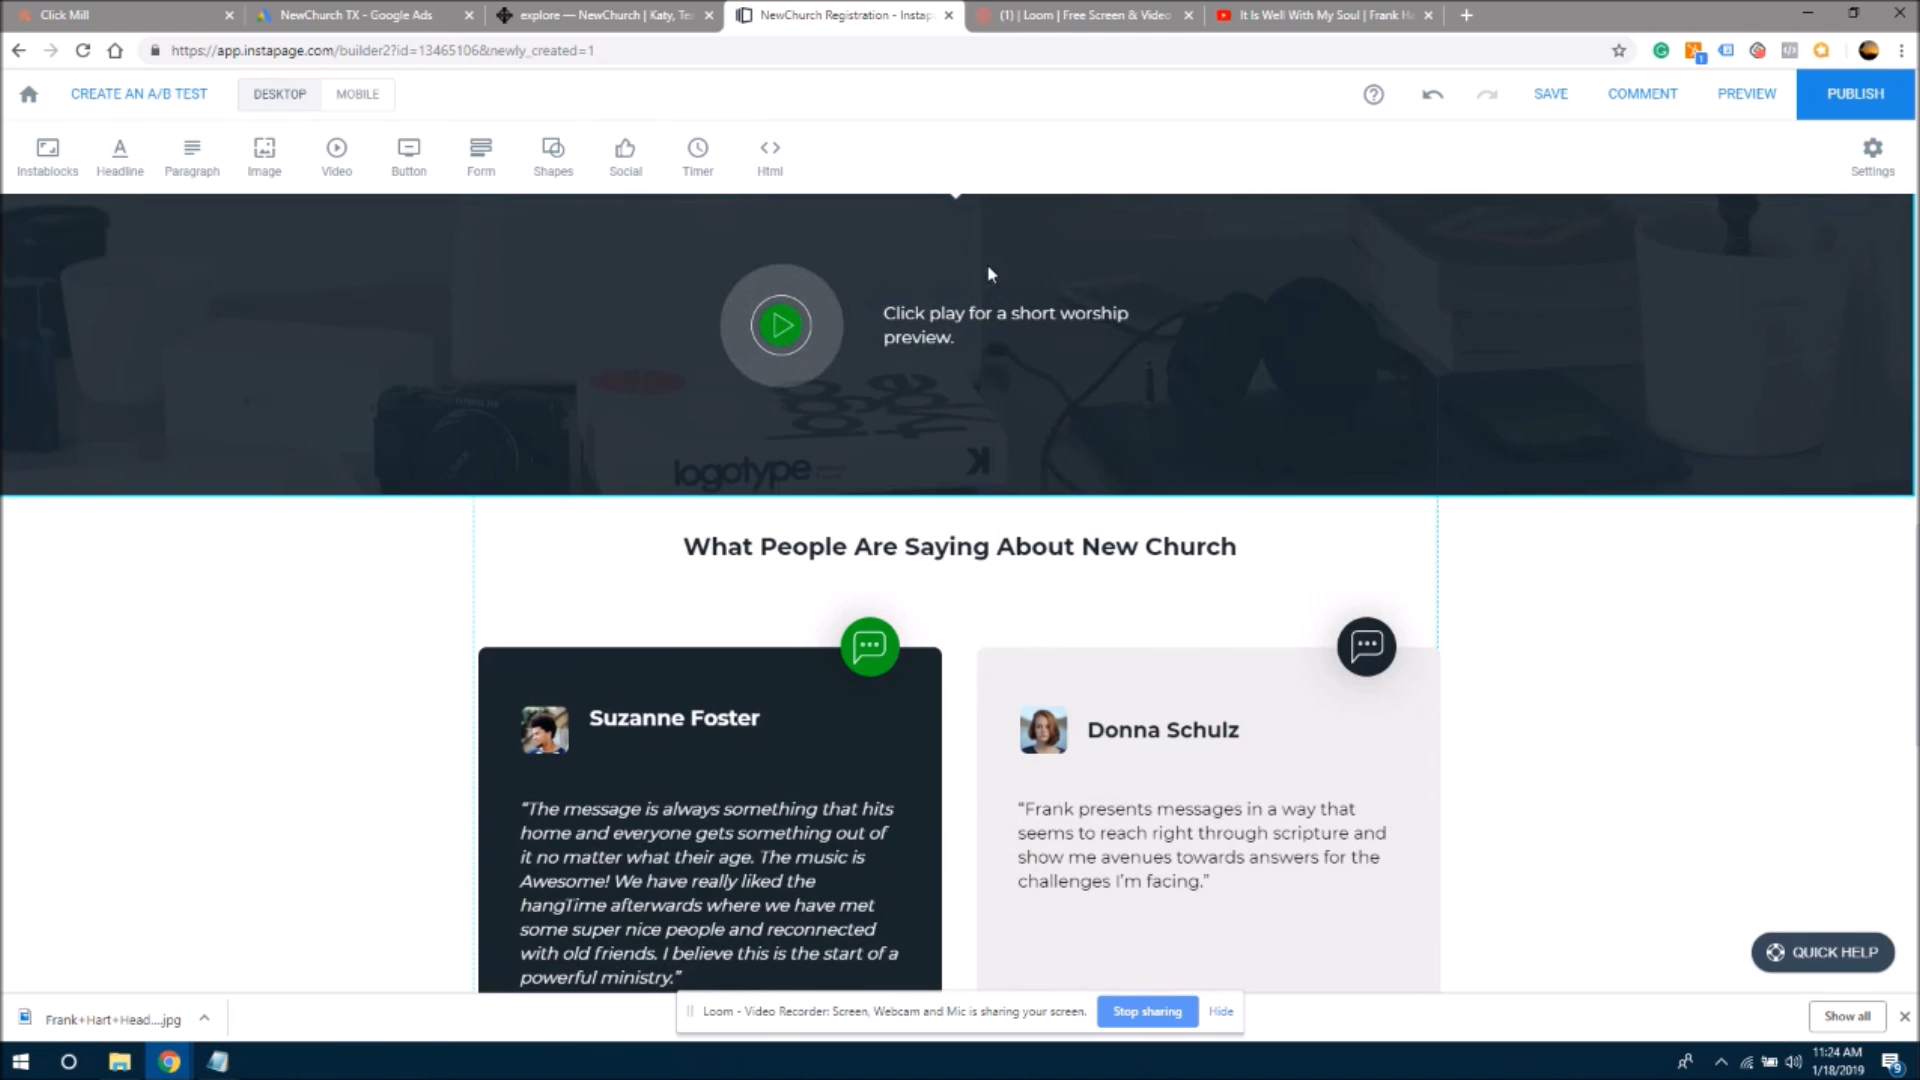 Click Mill
NewChurch TX - Google Ads
explore — NewChurch | Katy, Te
NewChurch Registration - Instap
(1) | Loom | Free Screen & Video
It Is Well With My Soul | Frank H
https://app.instapage.com/builder2?id=13465106&newly_created=1
CREATE AN A/B TEST
DESKTOP
MOBILE
SAVE
COMMENT
PREVIEW
PUBLISH
Instablocks
Headline
Paragraph
Image
Video
Button
Form
Shapes
Social
Timer
Html
Settings
Click play for a short worship
preview.
logotype
K
What People Are Saying About New Church
Suzanne Foster
“The message is always something that hits
home and everyone gets something out of
it no matter what their age. The music is
Awesome! We have really liked the
hangTime afterwards where we have met
some super nice people and reconnected
with old friends. I believe this is the start of a
powerful ministry.”
Donna Schulz
“Frank presents messages in a way that
seems to reach right through scripture and
show me avenues towards answers for the
challenges I'm facing.”
QUICK HELP
Frank+Hart+Head....jpg
Loom - Video Recorder: Screen, Webcam and Mic is sharing your screen.
Stop sharing
Hide
Show all
11:24 AM
1/18/2019